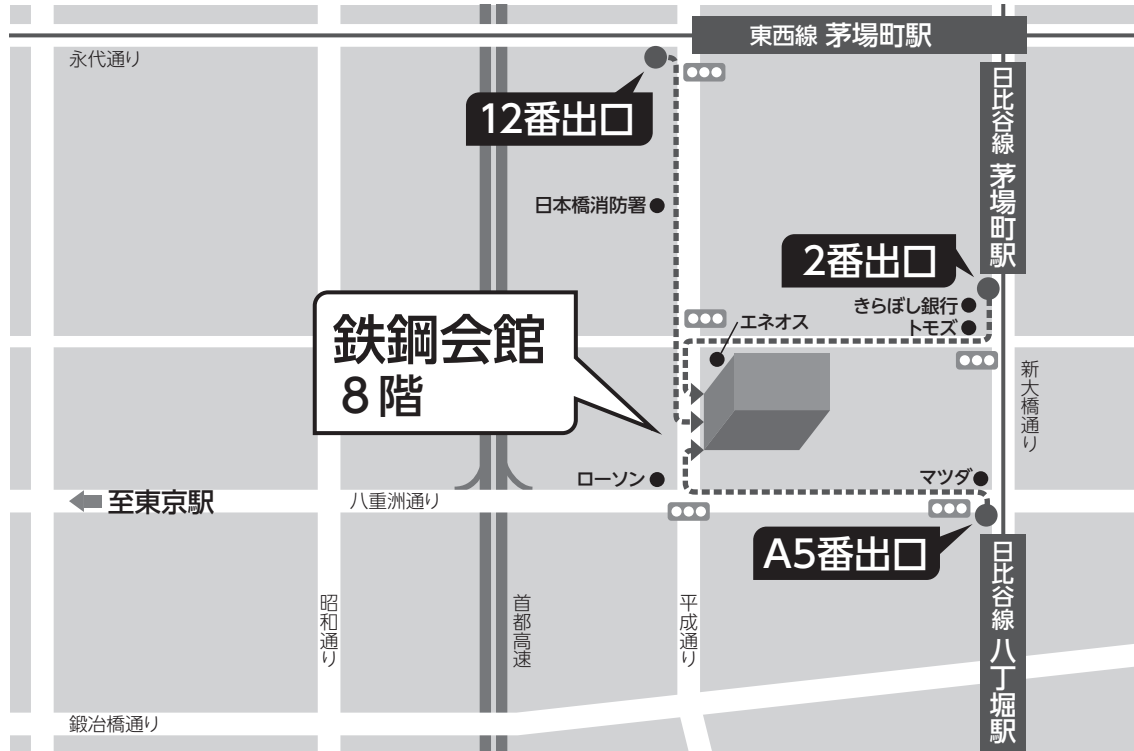 東西線 茅場町駅
永代通り
日比谷線 茅場町駅
12番出口
日本橋消防署
2番出口
きらぼし銀行
トモズ
エネオス
鉄鋼会館
8階
新大橋通り
ローソン
マツダ
至東京駅
八重洲通り
A5番出口
日比谷線 八丁堀駅
昭和通り
首都高速
平成通り
鍛冶橋通り